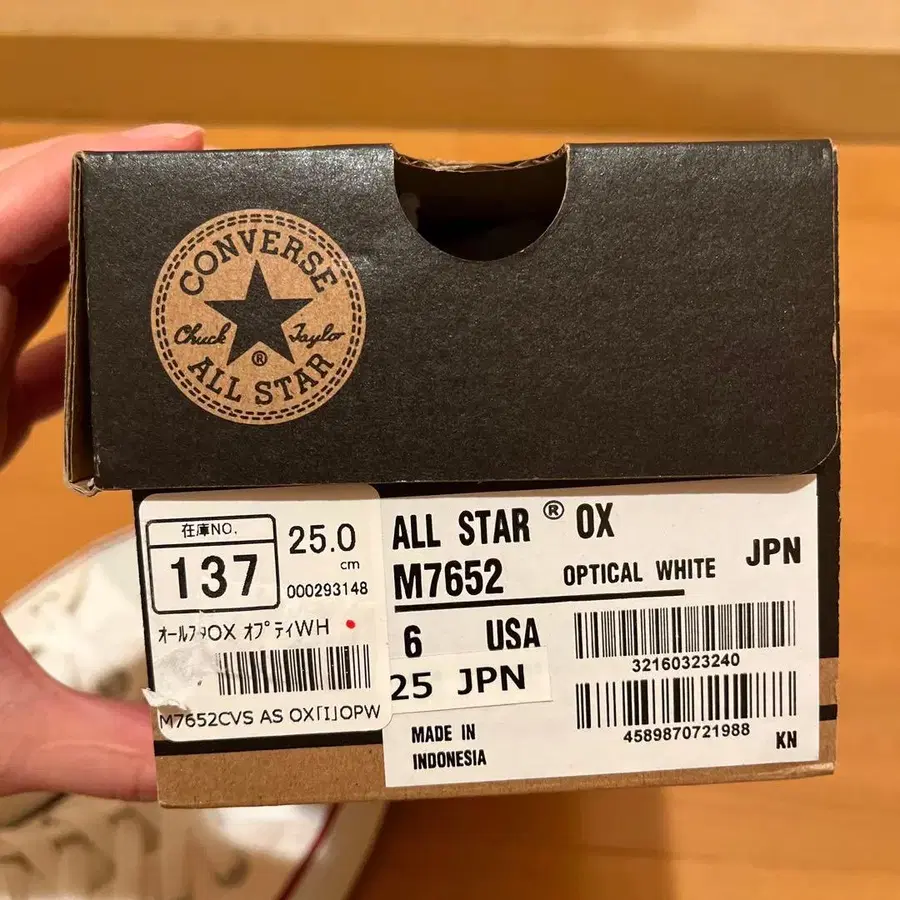 CONVERSE
Chuck Taylor
®
ALL STAR
在庫NO.
137
25.0
cm
000293148
オールスタOX オプティWH
M7652CVS AS OX「I」OPW
ALL STAR ® OX
M7652 OPTICAL WHITE JPN
6 USA
25 JPN
32160323240
4589870721988
MADE IN
INDONESIA
KN